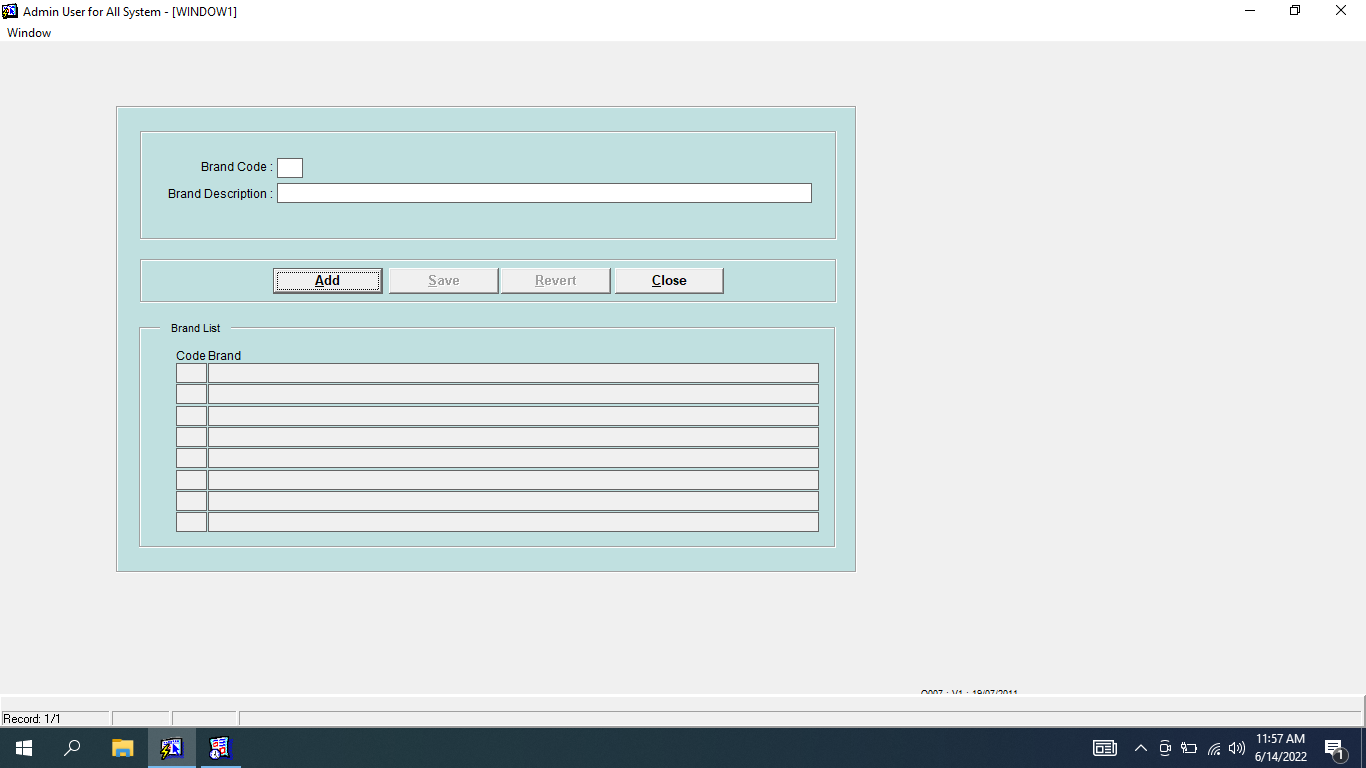 Admin User for All System - [WINDOW1]
Window
Brand Code :
Brand Description :
Add Save Revert Close
Brand List
Code Brand
: V1 : 19/07/2011
Record: 1/1
11:57 AM
6/14/2022
1